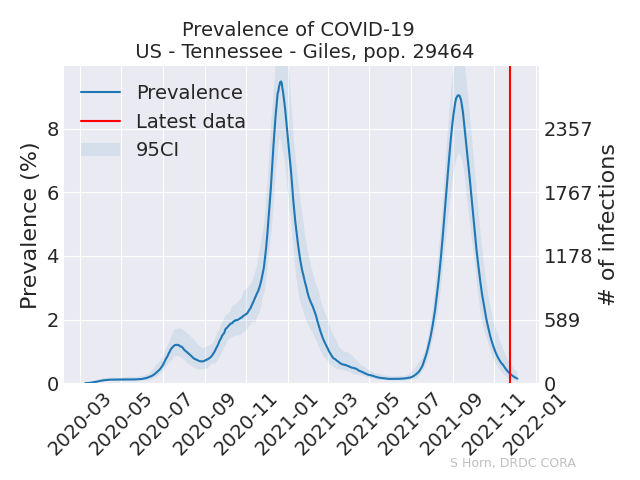 Prevalence of COVID-19
US - Tennessee - Giles, pop. 29464
Prevalence
Latest data
95CI
Prevalence (%)
8
6
4
2
0
2357
1767
1178
589
0
# of infections
2020-03
2020-05
2020-07
2020-09
2020-11
2021-01
2021-03
2021-05
2021-07
2021-09
2021-11
2022-01
S Horn, DRDC CORA